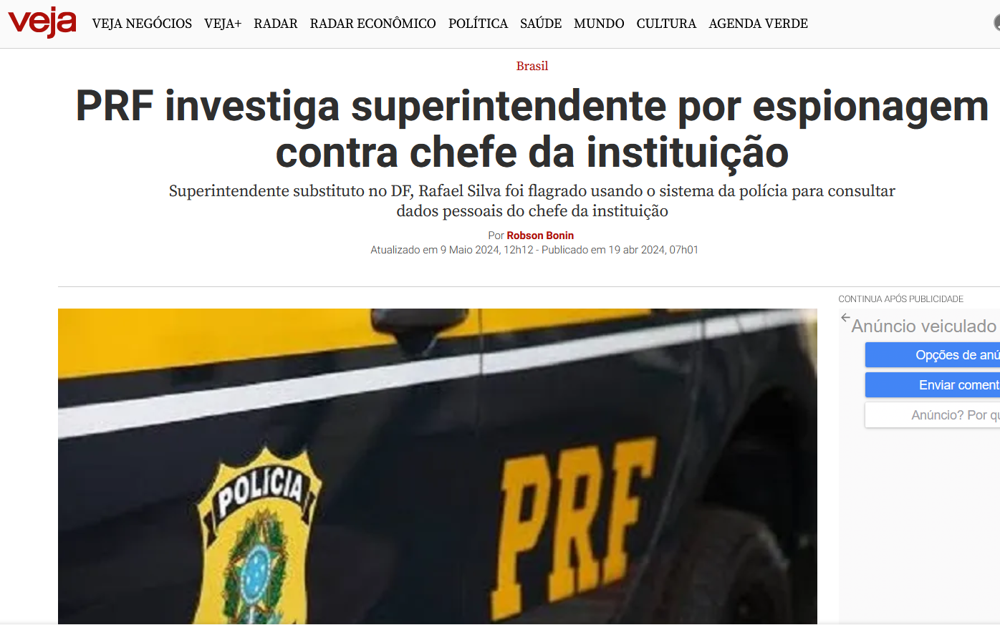 veja
VEJA NEGÓCIOS VEJA+ RADAR RADAR ECONÔMICO POLÍTICA SAÚDE MUNDO CULTURA AGENDA VERDE
Brasil
PRF investiga superintendente por espionagem
contra chefe da instituição
Superintendente substituto no DF, Rafael Silva foi flagrado usando o sistema da polícia para consultar
dados pessoais do chefe da instituição
Por Robson Bonin
Atualizado em 9 Maio 2024, 12h12 - Publicado em 19 abr 2024, 07h01
CONTINUA APÓS PUBLICIDADE
Anúncio veiculado
Opções de anú
Enviar coment
Anúncio? Por qu
POLÍCIA
PRF